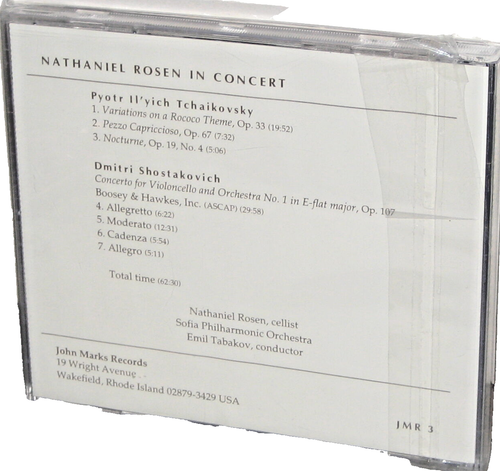 NATHANIEL ROSEN IN CONCERT
Pyotr Il'yich Tchaikovsky
1. Variations on a Rococo Theme, Op. 33 (19:52)
2. Pezzo Capriccioso, Op. 67 (7:32)
3. Nocturne, Op. 19, No. 4 (5:06)
Dmitri Shostakovich
Concerto for Violoncello and Orchestra No. 1 in E-flat major, Op. 107
Boosey & Hawkes, Inc. (ASCAP) (29:58)
4. Allegretto (6:22)
5. Moderato (12:31)
6. Cadenza (5:54)
7. Allegro (5:11)
Total time (62:30)
Nathaniel Rosen, cellist
Sofia Philharmonic Orchestra
Emil Tabakov, conductor
John Marks Records
19 Wright Avenue
Wakefield, Rhode Island 02879-3429 USA
JMR 3